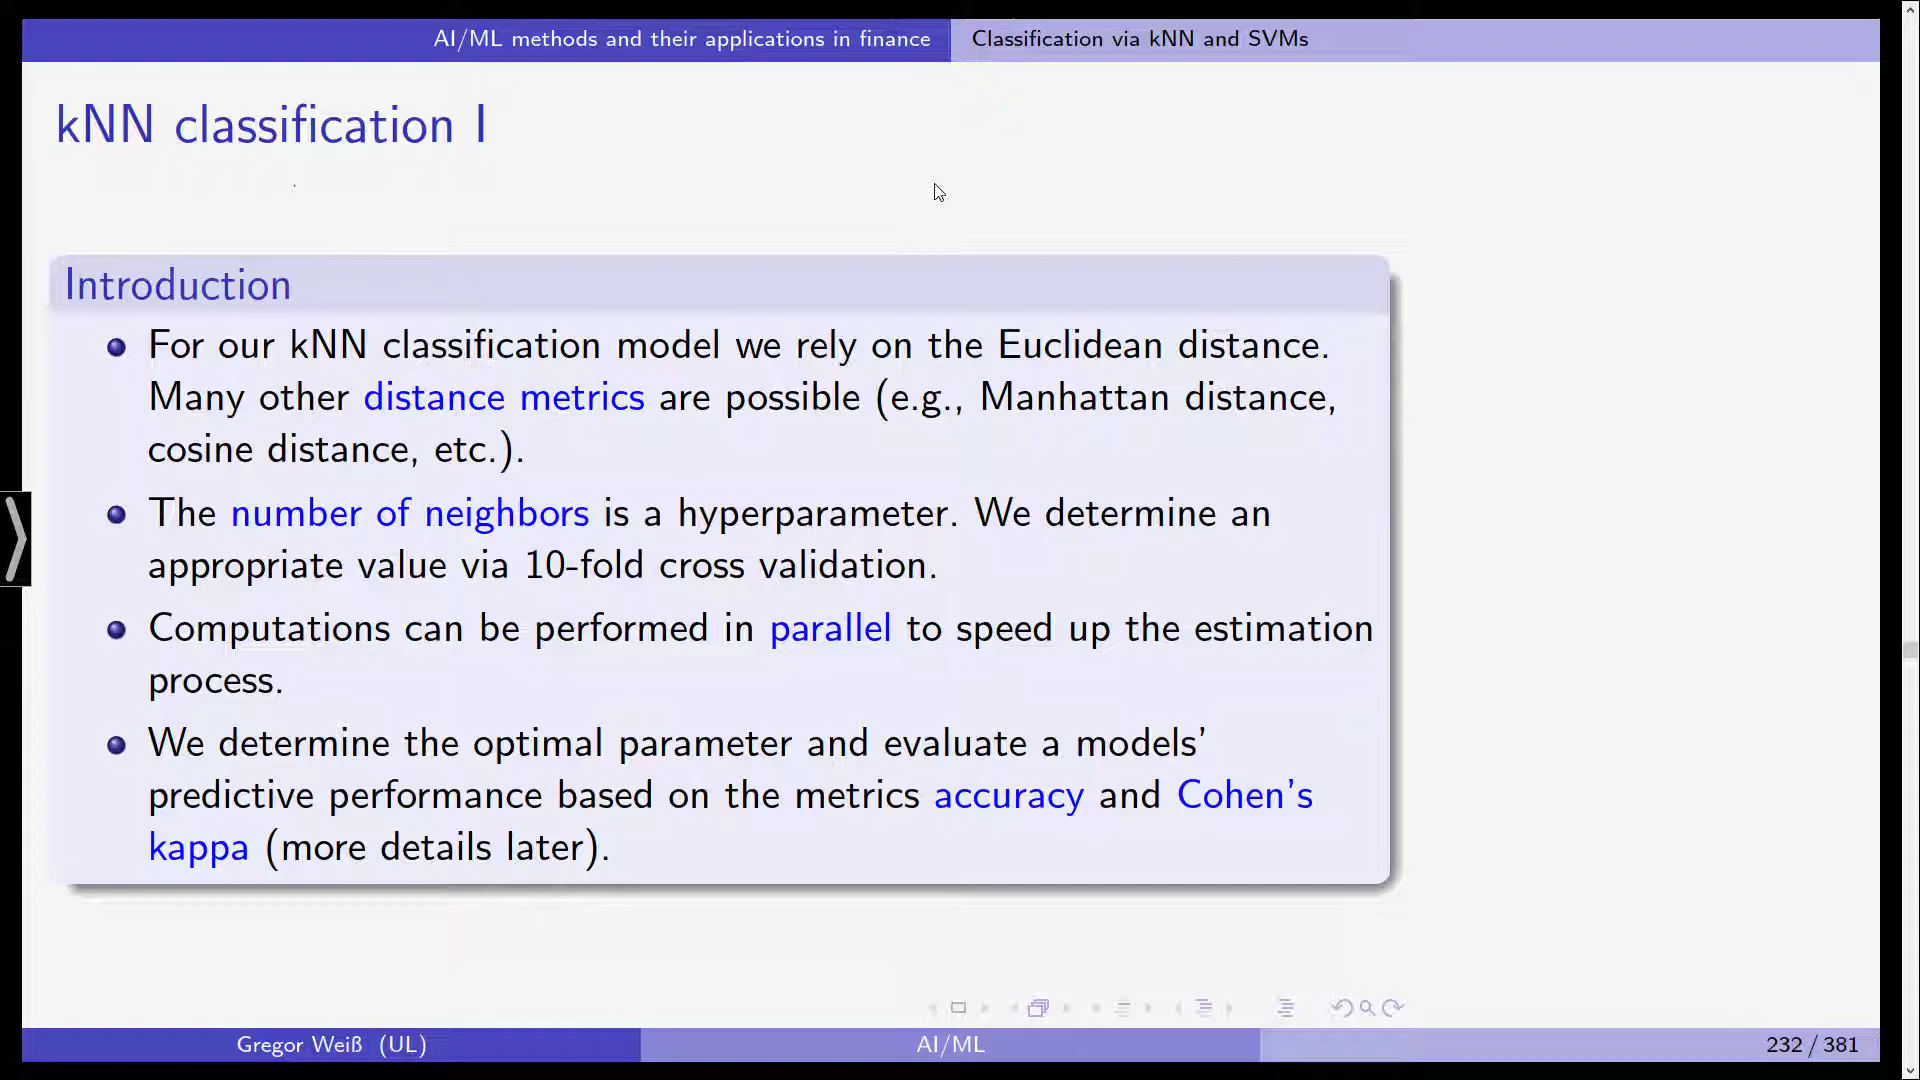 AI/ML methods and their applications in finance
Classification via kNN and SVMs
kNN classification I
Introduction
For our kNN classification model we rely on the Euclidean distance.
Many other distance metrics are possible (e.g., Manhattan distance,
cosine distance, etc.).
The number of neighbors is a hyperparameter. We determine an
appropriate value via 10-fold cross validation.
Computations can be performed in parallel to speed up the estimation
process.
We determine the optimal parameter and evaluate a models'
predictive performance based on the metrics accuracy and Cohen's
kappa (more details later).
Gregor Weiß (UL)
AI/ML
232 / 381